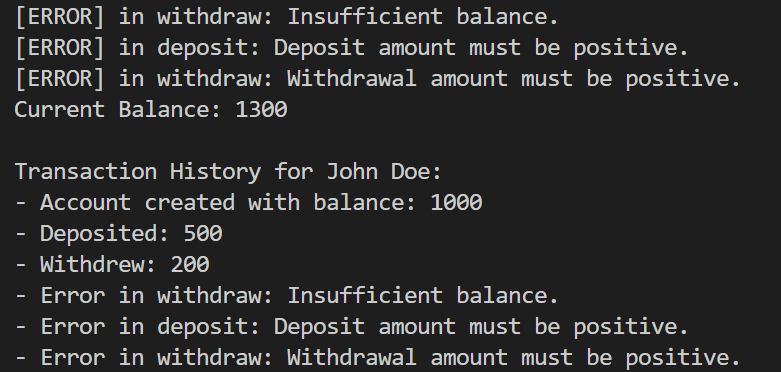 [ERROR] in withdraw: Insufficient balance.
[ERROR] in deposit: Deposit amount must be positive.
[ERROR] in withdraw: Withdrawal amount must be positive.
Current Balance: 1300
Transaction History for John Doe:
- Account created with balance: 1000
- Deposited: 500
- Withdrew: 200
- Error in withdraw: Insufficient balance.
- Error in deposit: Deposit amount must be positive.
- Error in withdraw: Withdrawal amount must be positive.